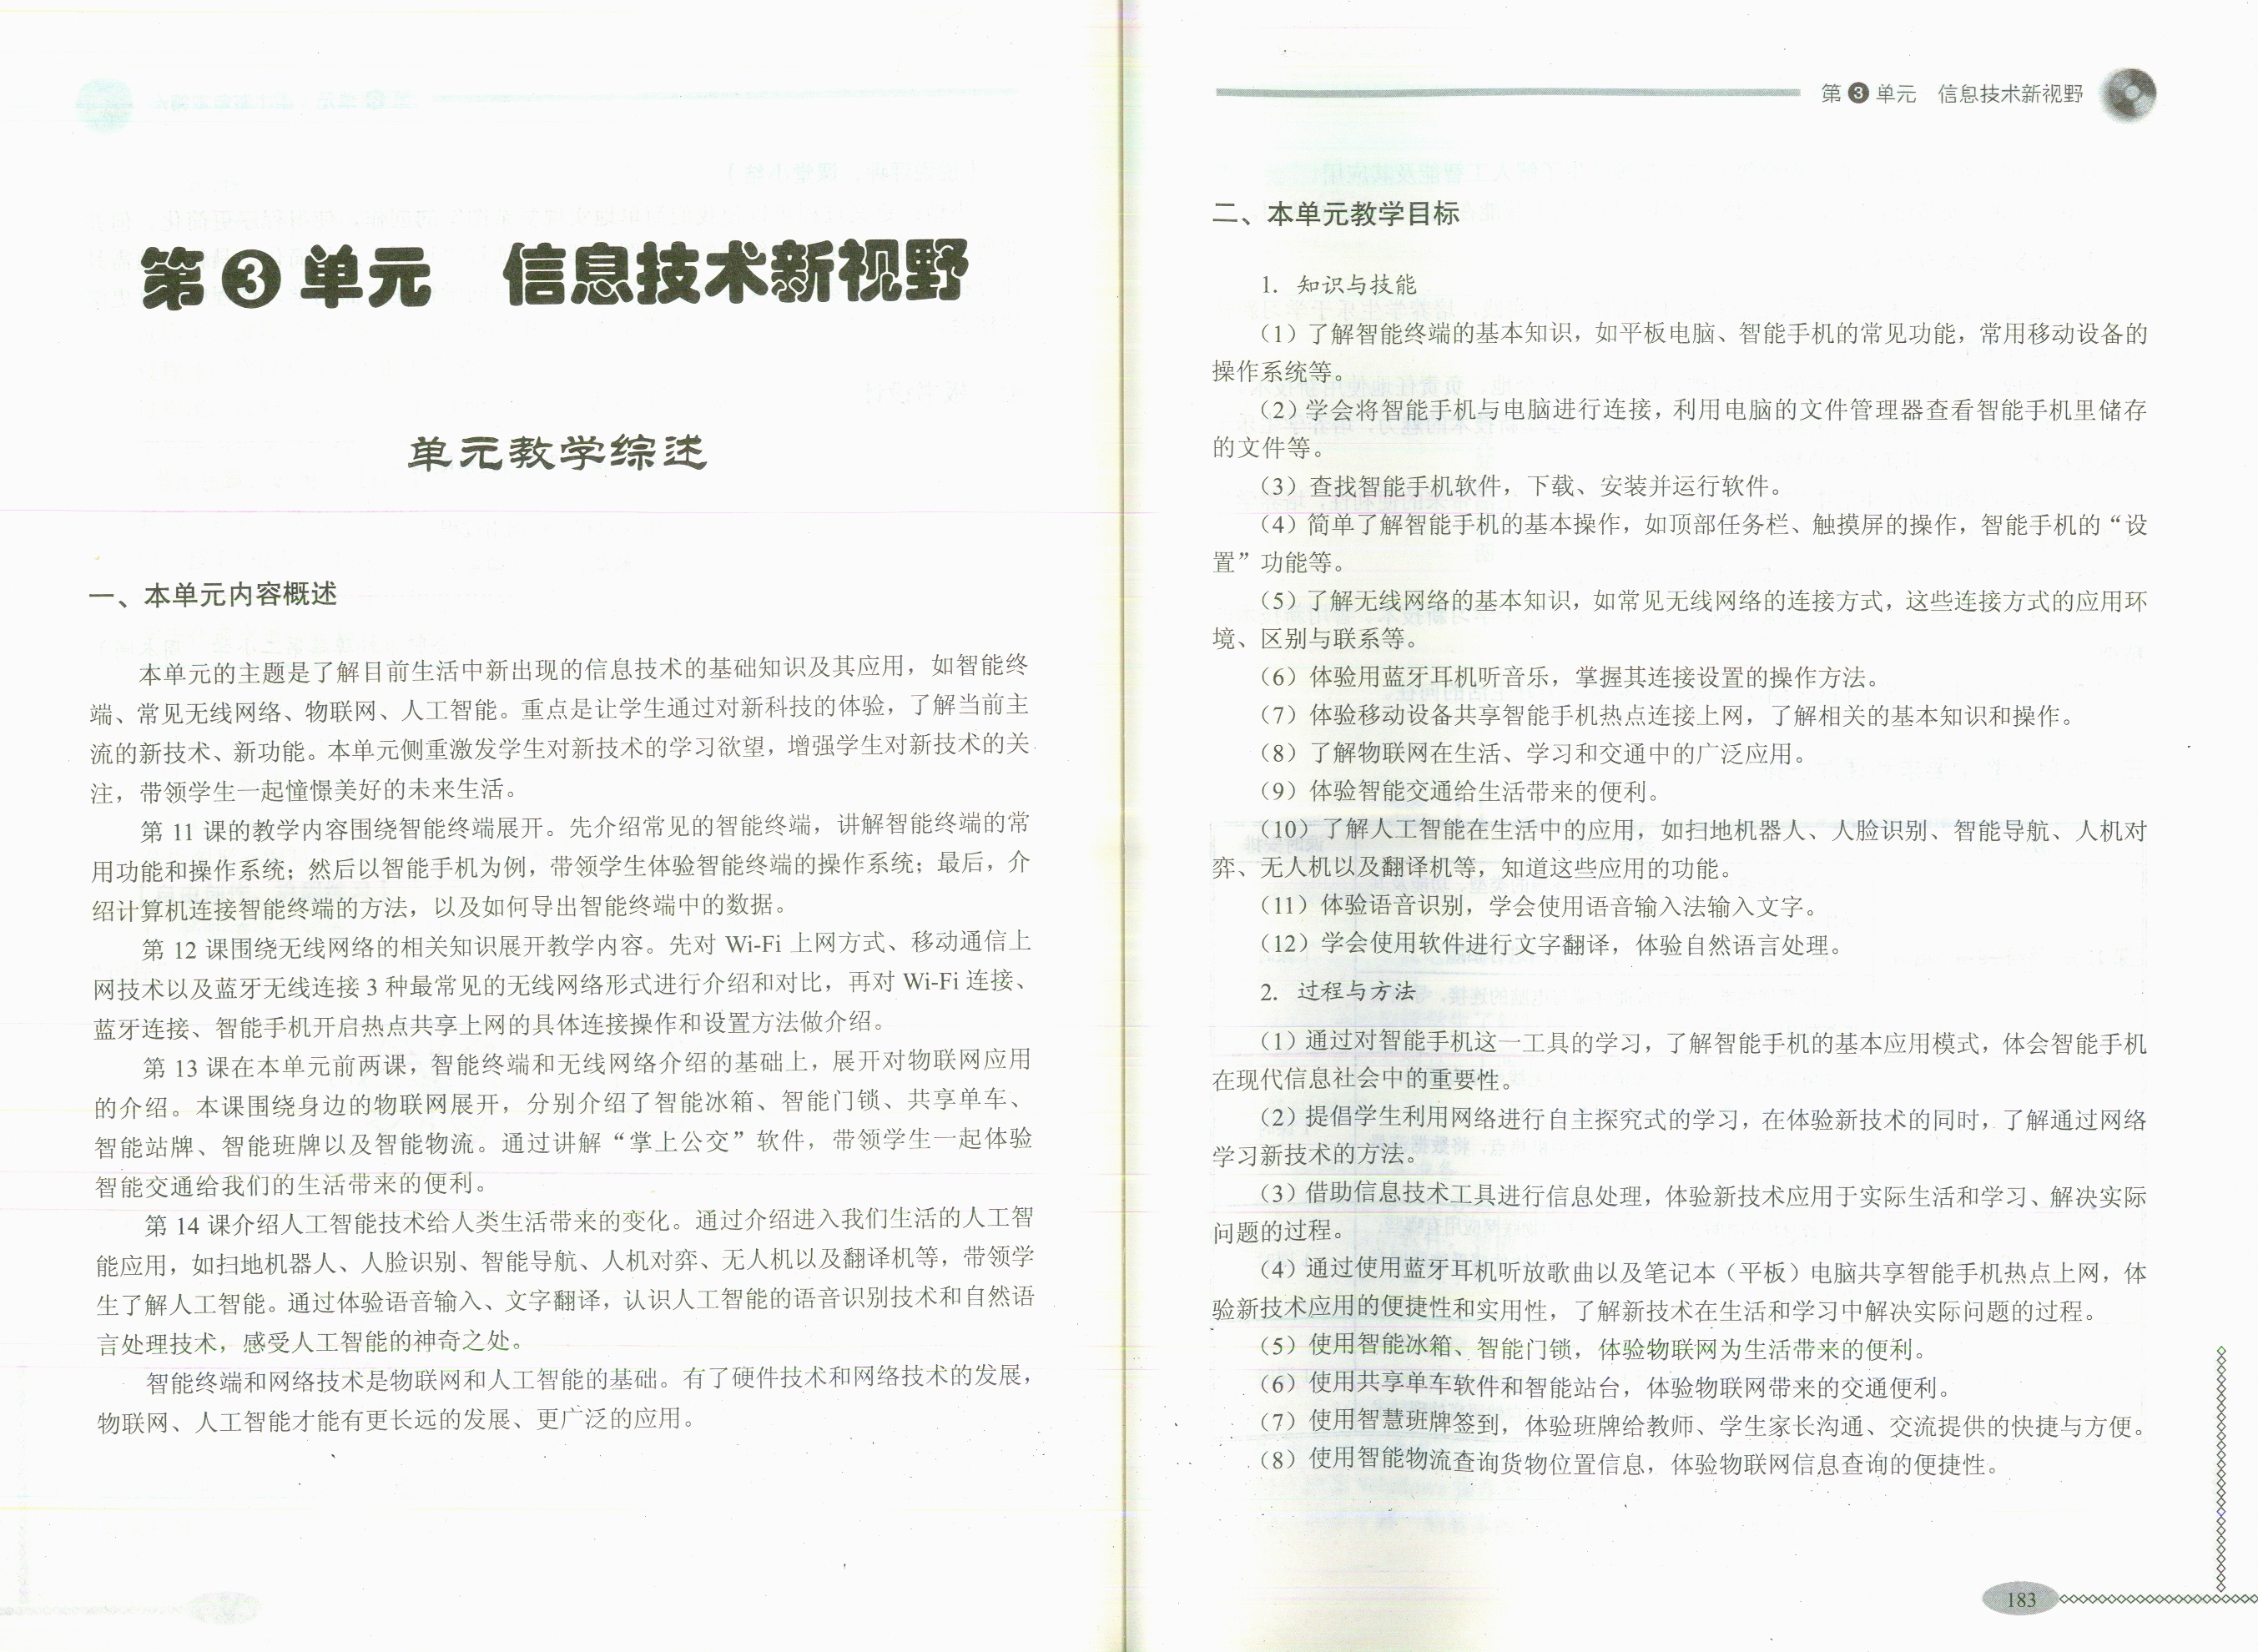 第3单元 信息技术新视野
单元教学综述
一、本单元内容概述
本单元的主题是了解目前生活中新出现的信息技术的基础知识及其应用，如智能终
端、常见无线网络、物联网、人工智能。重点是让学生通过对新科技的体验，了解当前主
流的新技术、新功能。本单元侧重激发学生对新技术的学习欲望，增强学生对新技术的关
注，带领学生一起憧憬美好的未来生活。
第 11 课的教学内容围绕智能终端展开。先介绍常见的智能终端，讲解智能终端的常
用功能和操作系统；然后以智能手机为例，带领学生体验智能终端的操作系统；最后，介
绍计算机连接智能终端的方法，以及如何导出智能终端中的数据。
第 12 课围绕无线网络的相关知识展开教学内容。先对 Wi-Fi 上网方式、移动通信上
网技术以及蓝牙无线连接 3 种最常见的无线网络形式进行介绍和对比，再对 Wi-Fi 连接、
蓝牙连接、智能手机开启热点共享上网的具体连接操作和设置方法做介绍。
第 13 课在本单元前两课，智能终端和无线网络介绍的基础上，展开对物联网应用
的介绍。本课围绕身边的物联网展开，分别介绍了智能冰箱、智能门锁、共享单车、
智能站牌、智能班牌以及智能物流。通过讲解“掌上公交”软件，带领学生一起体验
智能交通给我们的生活带来的便利。
第 14 课介绍人工智能技术给人类生活带来的变化。通过介绍进入我们生活的人工智
能应用，如扫地机器人、人脸识别、智能导航、人机对弈、无人机以及翻译机等，带领学
生了解人工智能。通过体验语音输入、文字翻译，认识人工智能的语音识别技术和自然语
言处理技术，感受人工智能的神奇之处。
智能终端和网络技术是物联网和人工智能的基础。有了硬件技术和网络技术的发展，
物联网、人工智能才能有更长远的发展、更广泛的应用。
第3单元 信息技术新视野
二、本单元教学目标
1. 知识与技能
（1）了解智能终端的基本知识，如平板电脑、智能手机的常见功能，常用移动设备的
操作系统等。
（2）学会将智能手机与电脑进行连接，利用电脑的文件管理器查看智能手机里储存
的文件等。
（3）查找智能手机软件，下载、安装并运行软件。
（4）简单了解智能手机的基本操作，如顶部任务栏、触摸屏的操作，智能手机的“设
置”功能等。
（5）了解无线网络的基本知识，如常见无线网络的连接方式，这些连接方式的应用环
境、区别与联系等。
（6）体验用蓝牙耳机听音乐，掌握其连接设置的操作方法。
（7）体验移动设备共享智能手机热点连接上网，了解相关的基本知识和操作。
（8）了解物联网在生活、学习和交通中的广泛应用。
（9）体验智能交通给生活带来的便利。
（10）了解人工智能在生活中的应用，如扫地机器人、人脸识别、智能导航、人机对
弈、无人机以及翻译机等，知道这些应用的功能。
（11）体验语音识别，学会使用语音输入法输入文字。
（12）学会使用软件进行文字翻译，体验自然语言处理。
2. 过程与方法
（1）通过对智能手机这一工具的学习，了解智能手机的基本应用模式，体会智能手机
在现代信息社会中的重要性。
（2）提倡学生利用网络进行自主探究式的学习，在体验新技术的同时，了解通过网络
学习新技术的方法。
（3）借助信息技术工具进行信息处理，体验新技术应用于实际生活和学习、解决实际
问题的过程。
（4）通过使用蓝牙耳机听放歌曲以及笔记本（平板）电脑共享智能手机热点上网，体
验新技术应用的便捷性和实用性，了解新技术在生活和学习中解决实际问题的过程。
（5）使用智能冰箱、智能门锁，体验物联网为生活带来的便利。
（6）使用共享单车软件和智能站台，体验物联网带来的交通便利。
（7）使用智慧班牌签到，体验班牌给教师、学生家长沟通、交流提供的快捷与方便。
（8）使用智能物流查询货物位置信息，体验物联网信息查询的便捷性。
183